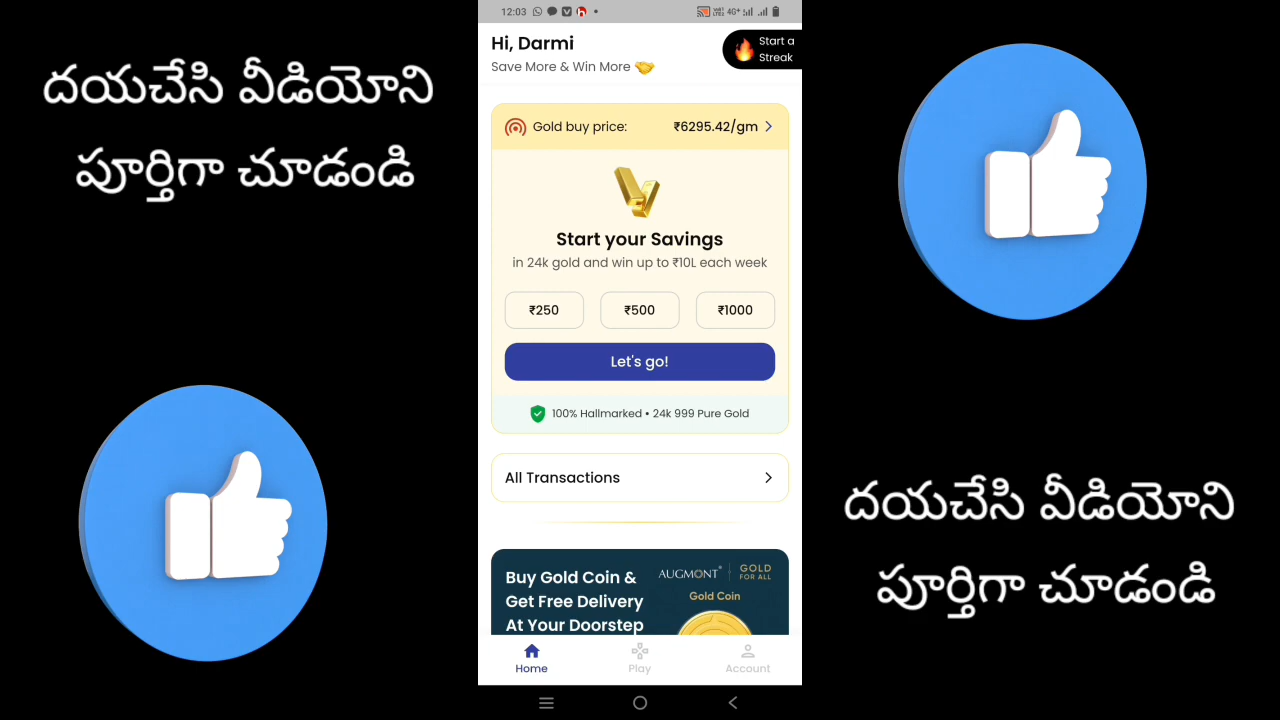 దయచేసి వీడియోని
పూర్తిగా చూడండి
12:03
4G+
Hi, Darmi
Save More & Win More
Start a
Streak
Gold buy price: ₹6295.42/gm
Start your Savings
in 24k gold and win up to ₹10L each week
₹250 ₹500 ₹1000
Let's go!
100% Hallmarked • 24k 999 Pure Gold
All Transactions
Buy Gold Coin &
Get Free Delivery
At Your Doorstep
AUGMONT GOLD
FOR ALL
Gold Coin
Home Play Account
దయచేసి వీడియోని
పూర్తిగా చూడండి